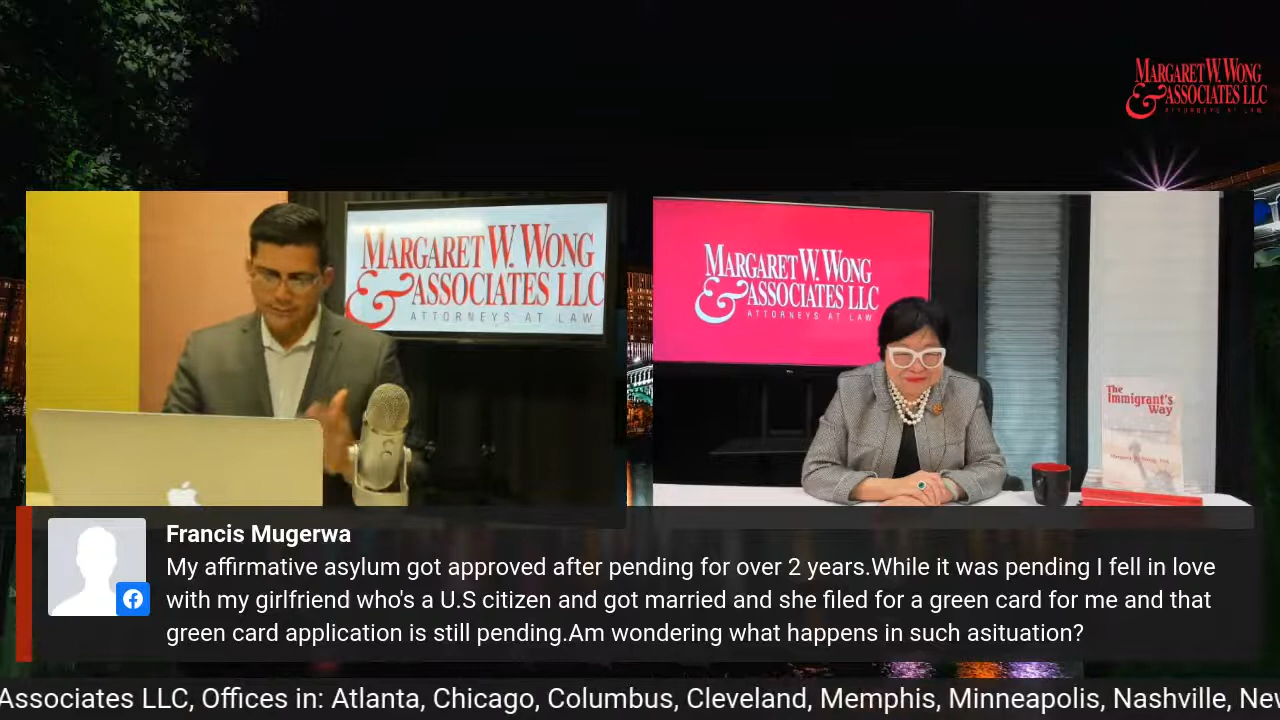 MARGARET W. WONG
& ASSOCIATES LLC
ATTORNEYS AT LAW
MARGARET W. WONG
& ASSOCIATES LLC
ATTORNEYS AT LAW
MARGARET W. WONG
& ASSOCIATES LLC
ATTORNEYS AT LAW
The
Immigrant's
Way
Francis Mugerwa
My affirmative asylum got approved after pending for over 2 years.While it was pending I fell in love
with my girlfriend who's a U.S citizen and got married and she filed for a green card for me and that
green card application is still pending.Am wondering what happens in such asituation?
Associates LLC, Offices in: Atlanta, Chicago, Columbus, Cleveland, Memphis, Minneapolis, Nashville, Nev